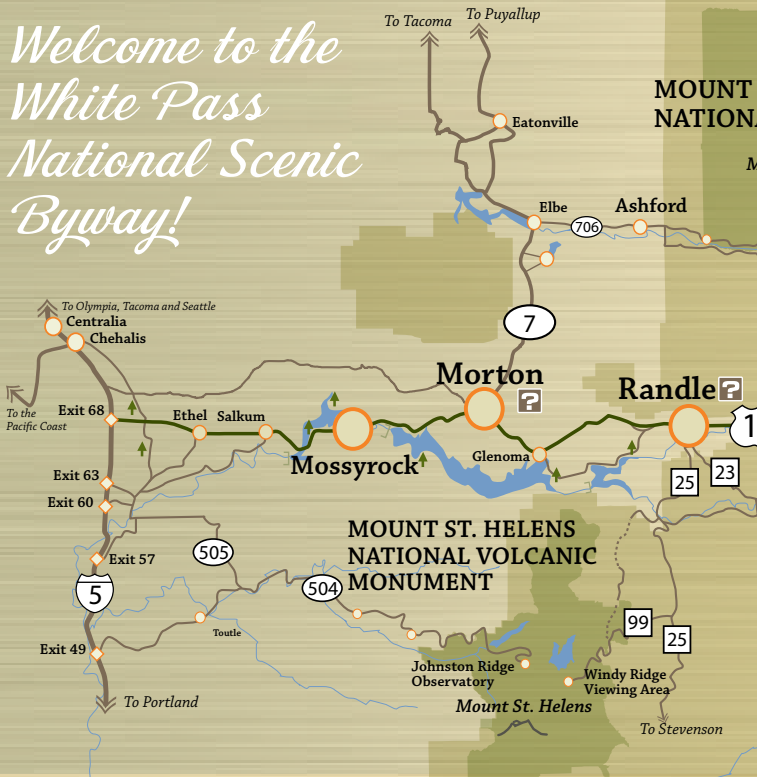 Welcome to the
White Pass
National Scenic
Byway!
To Tacoma
To Puyallup
Eatonville
MOUNT
NATIONA
M
Elbe
706
Ashford
7
To Olympia, Tacoma and Seattle
Centralia
Chehalis
To the
Pacific Coast
Exit 68
Ethel
Salkum
Mossyrock
Morton
?
Randle
?
1
Glenoma
Exit 63
Exit 60
25
23
MOUNT ST. HELENS
NATIONAL VOLCANIC
MONUMENT
505
504
Exit 57
5
Toutle
99
25
Exit 49
Johnston Ridge
Observatory
Windy Ridge
Viewing Area
Mount St. Helens
To Portland
To Stevenson